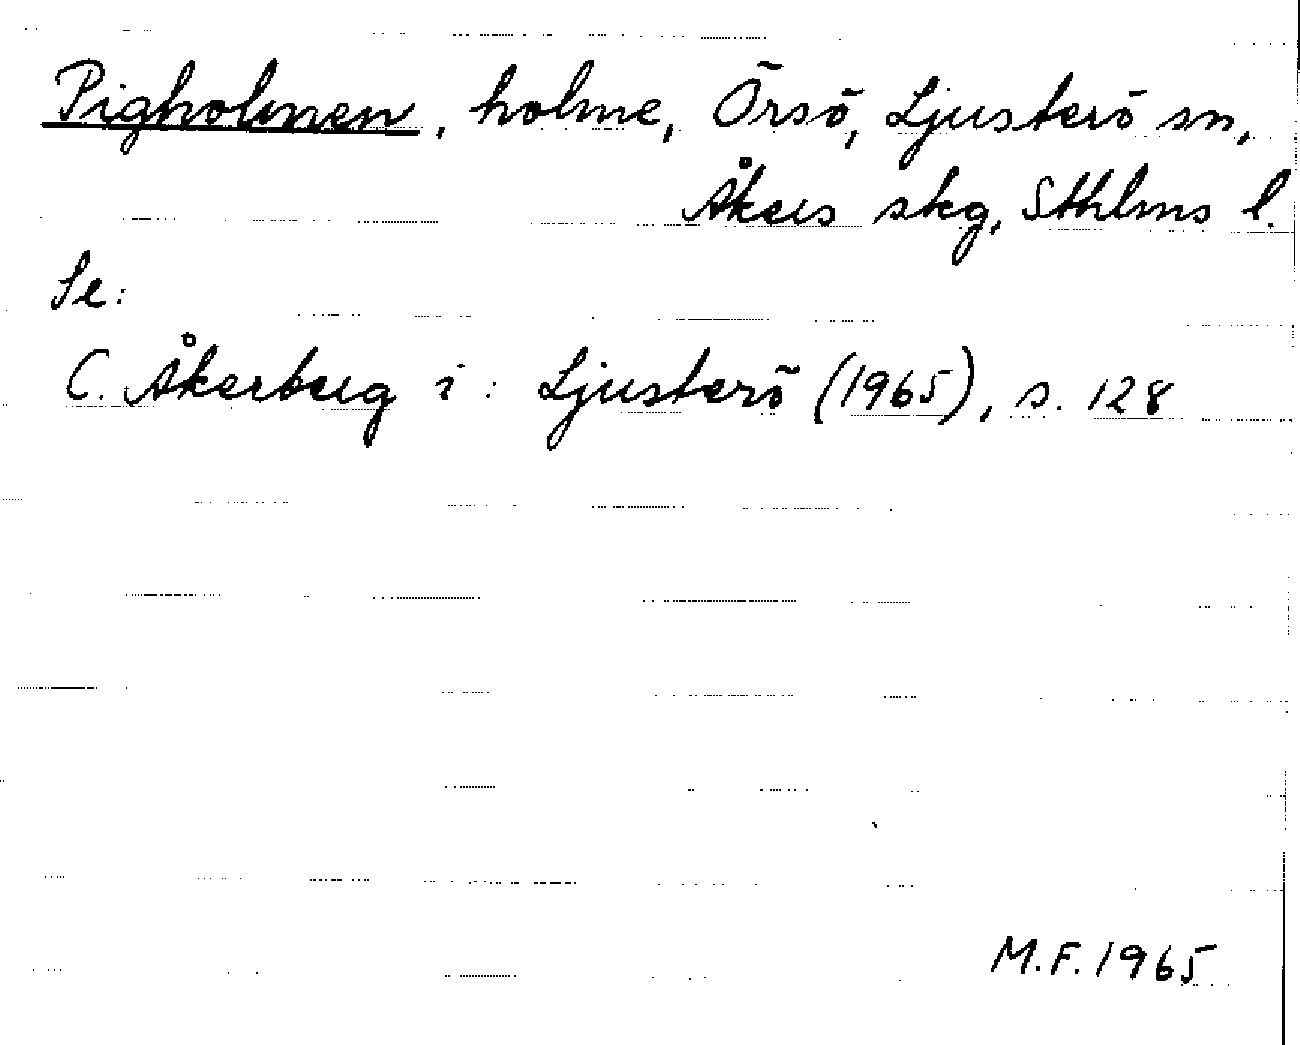 Pigholmen, holme, Örsö, Ljusterö sn,
Åkers skg, Sthlms l.
Se:
C. Åkerberg i: Ljusterö (1965), s. 128
M.F. 1965